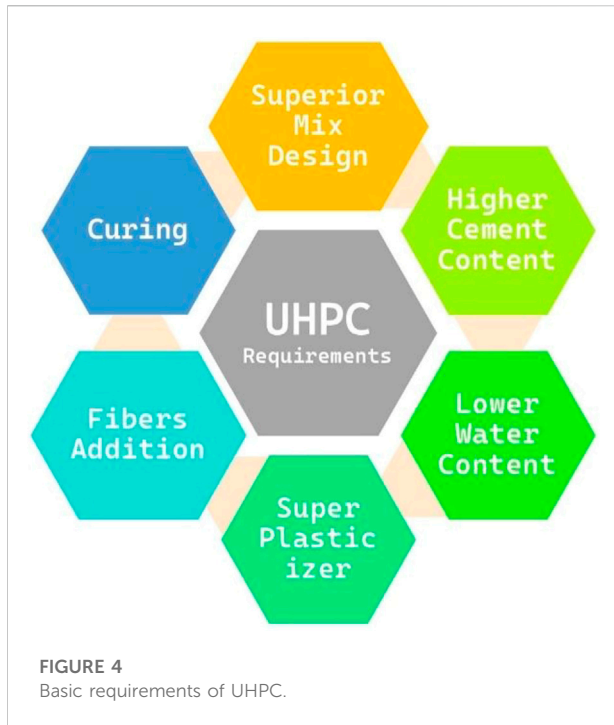 Superior
Mix
Design
Curing
Higher
Cement
Content
UHPC
Requirements
Fibers
Addition
Lower
Water
Content
Super
Plastic
izer
FIGURE 4
Basic requirements of UHPC.